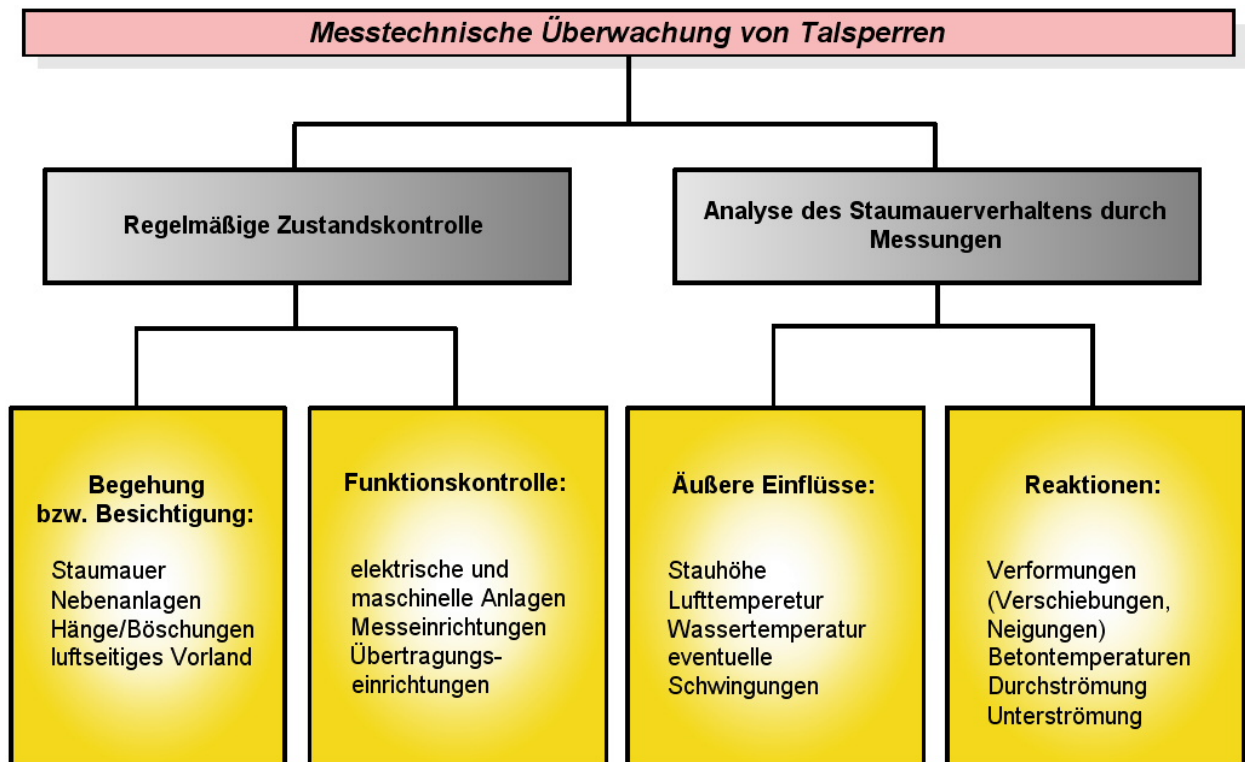 Messtechnische Überwachung von Talsperren
Regelmäßige Zustandskontrolle
Analyse des Staumauerverhaltens durch
Messungen
Begehung
bzw. Besichtigung:
Staumauer
Nebenanlagen
Hänge/Böschungen
luftseitiges Vorland
Funktionskontrolle:
elektrische und
maschinelle Anlagen
Messeinrichtungen
Übertragungs-
einrichtungen
Äußere Einflüsse:
Stauhöhe
Lufttemperetur
Wassertemperatur
eventuelle
Schwingungen
Reaktionen:
Verformungen
(Verschiebungen,
Neigungen)
Betontemperaturen
Durchströmung
Unterströmung